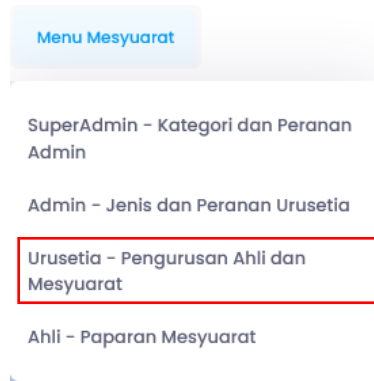 Menu Mesyuarat
SuperAdmin - Kategori dan Peranan
Admin
Admin - Jenis dan Peranan Urusetia
Urusetia - Pengurusan Ahli dan
Mesyuarat
Ahli - Paparan Mesyuarat